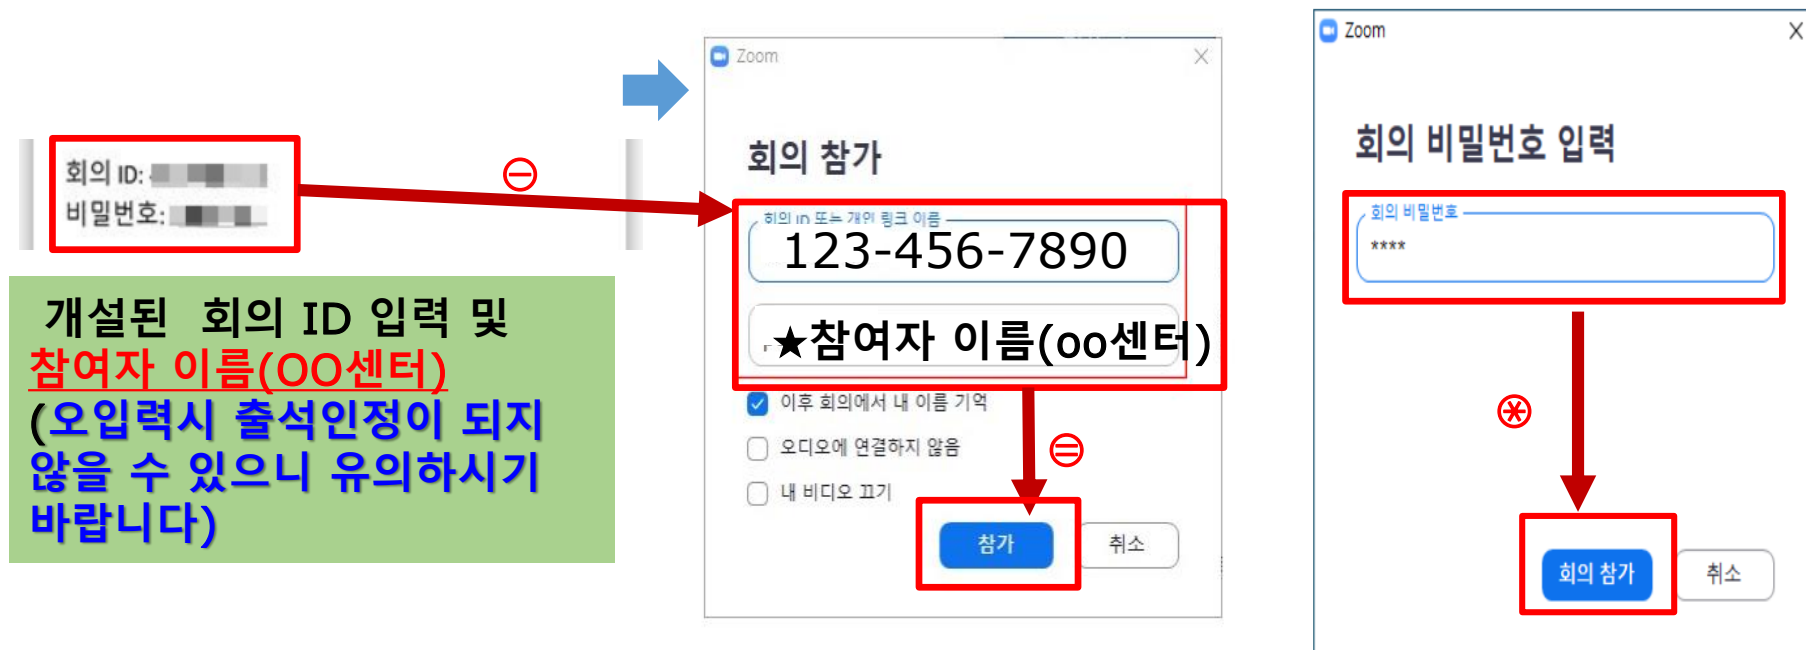 회의 ID:
비밀번호:
개설된 회의 ID 입력 및
참여자 이름(OO센터)
(오입력시 출석인정이 되지
않을 수 있으니 유의하시기
바랍니다)
㊀
Zoom
회의 참가
회의 ID 또는 개인 링크 이름
123-456-7890
★참여자 이름(oo센터)
이후 회의에서 내 이름 기억
오디오에 연결하지 않음
내 비디오 끄기
㊁
참가
취소
Zoom
회의 비밀번호 입력
회의 비밀번호
****
⊛
회의 참가
취소